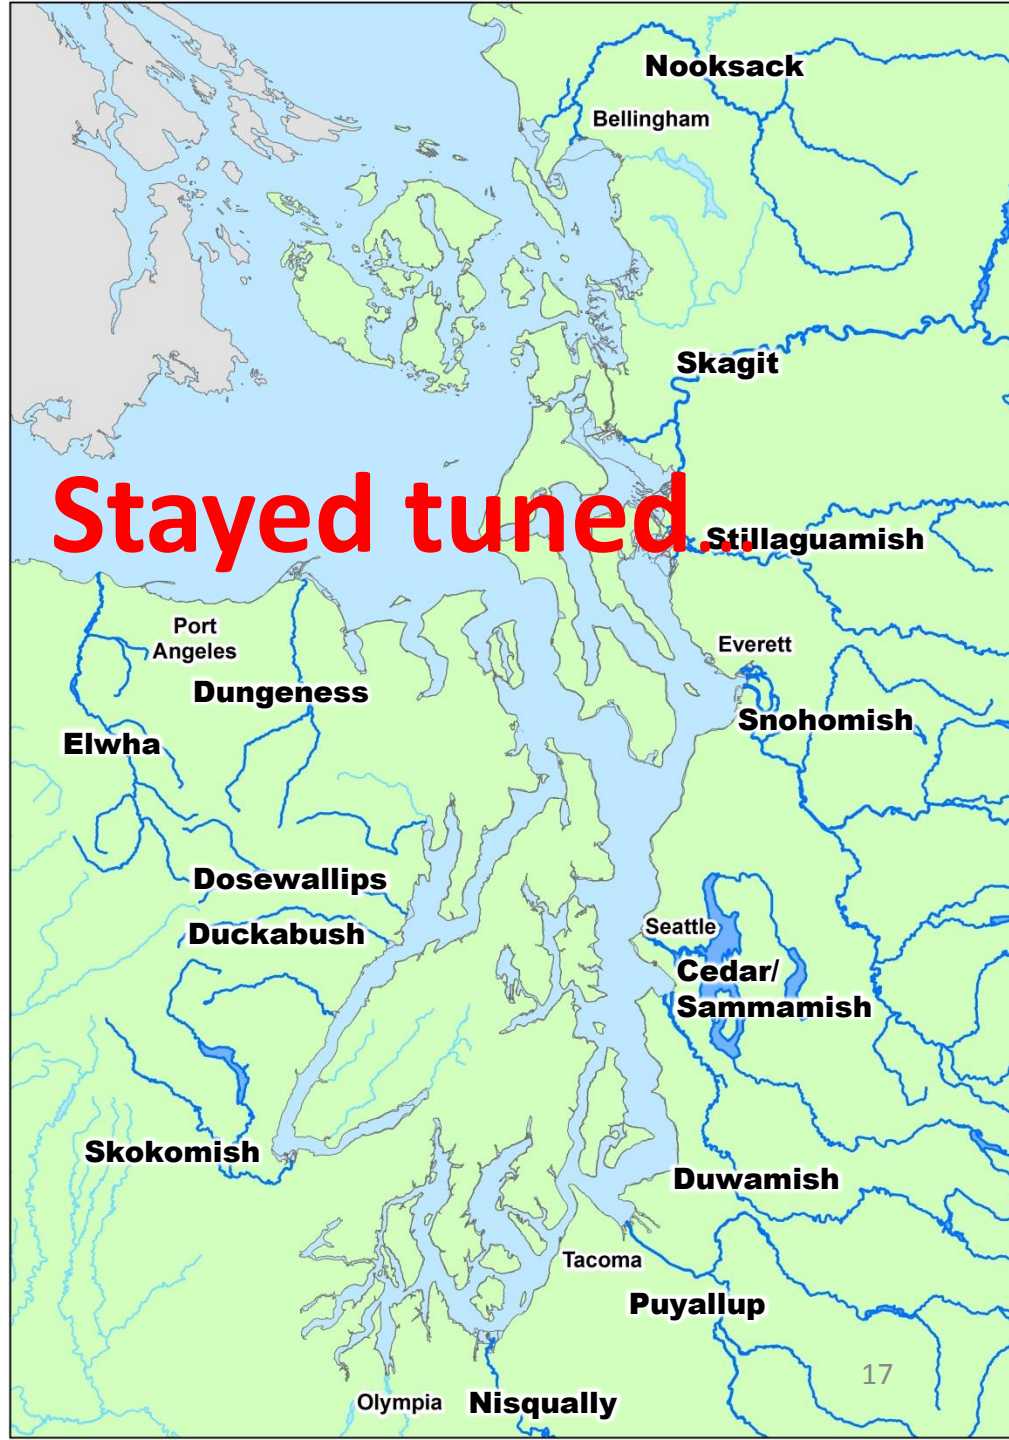 Nooksack
Bellingham
Skagit
Stayed tuned...
Stillaguamish
Port
Angeles
Everett
Dungeness
Snohomish
Elwha
Dosewallips
Seattle
Duckabush
Cedar/
Sammamish
Skokomish
Duwamish
Tacoma
Puyallup
17
Olympia
Nisqually